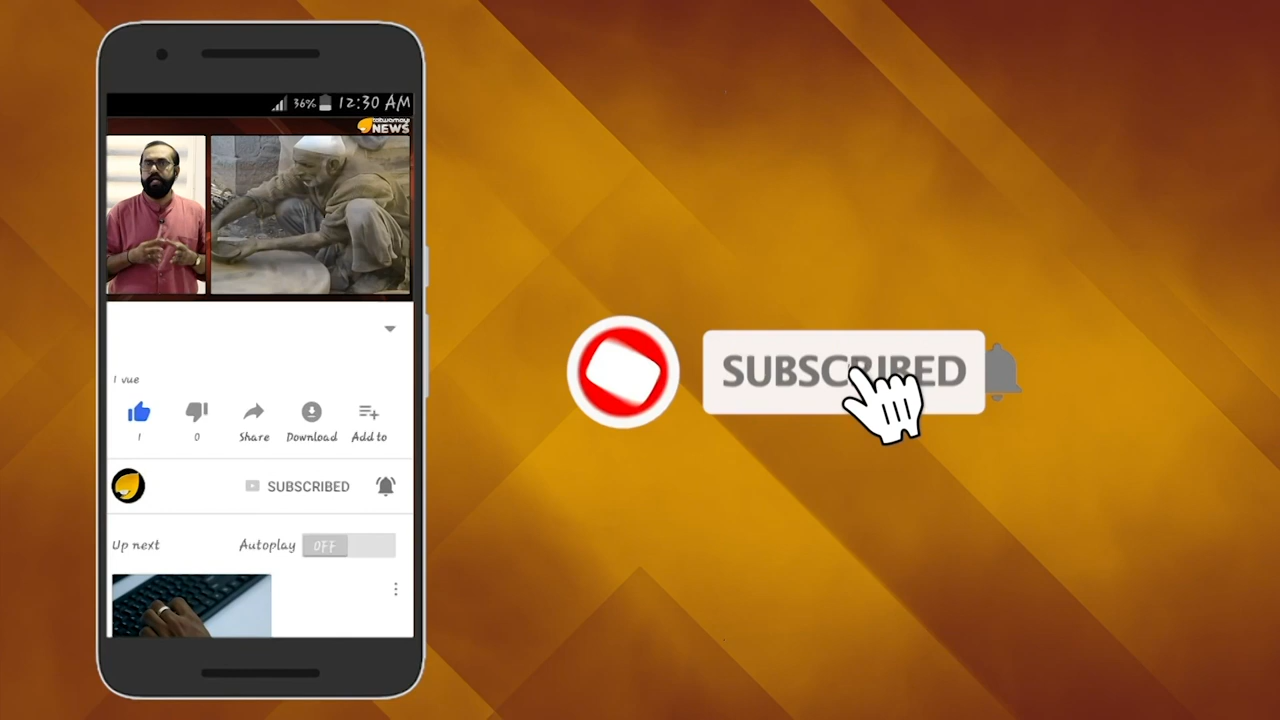 36% 12:30 AM
tatwamayi
NEWS
1 vue
1 0 Share Download Add to
SUBSCRIBED
Up next Autoplay OFF
SUBSCRIBED